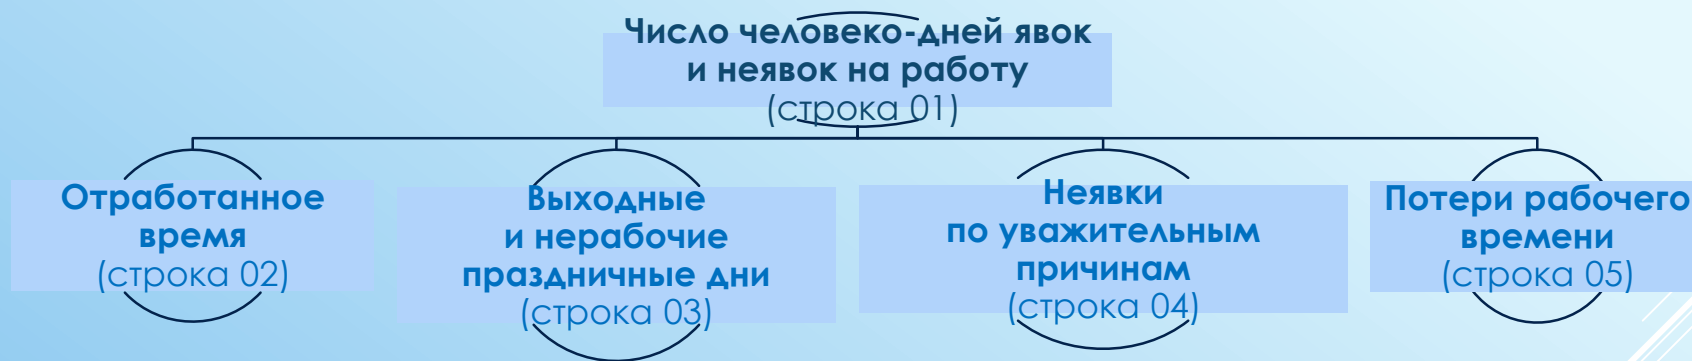 Число человеко-дней явок
и неявок на работу
(строка 01)
Отработанное
время
(строка 02)
Выходные
и нерабочие
праздничные дни
(строка 03)
Неявки
по уважительным
причинам
(строка 04)
Потери рабочего
времени
(строка 05)